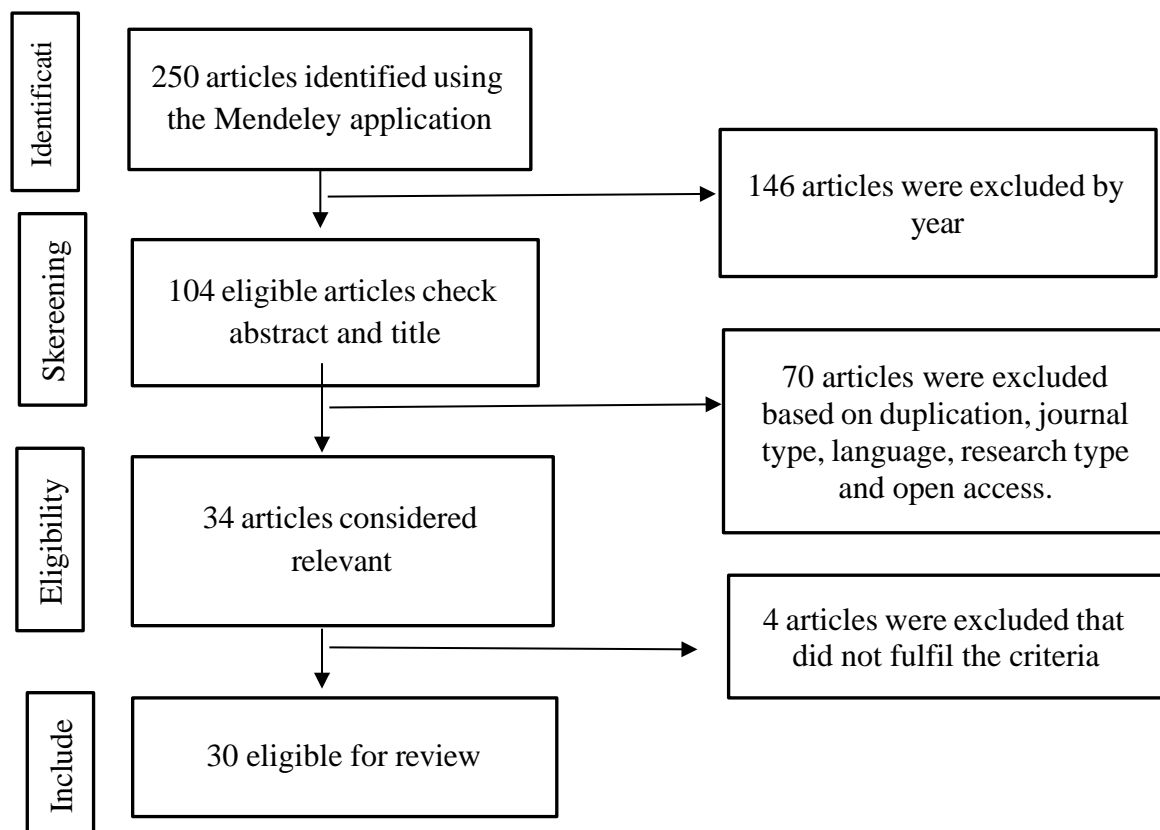 Identificati
250 articles identified using
the Mendeley application
146 articles were excluded by
year
Skereening
104 eligible articles check
abstract and title
70 articles were excluded
based on duplication, journal
type, language, research type
and open access.
Eligibility
34 articles considered
relevant
4 articles were excluded that
did not fulfil the criteria
Include
30 eligible for review